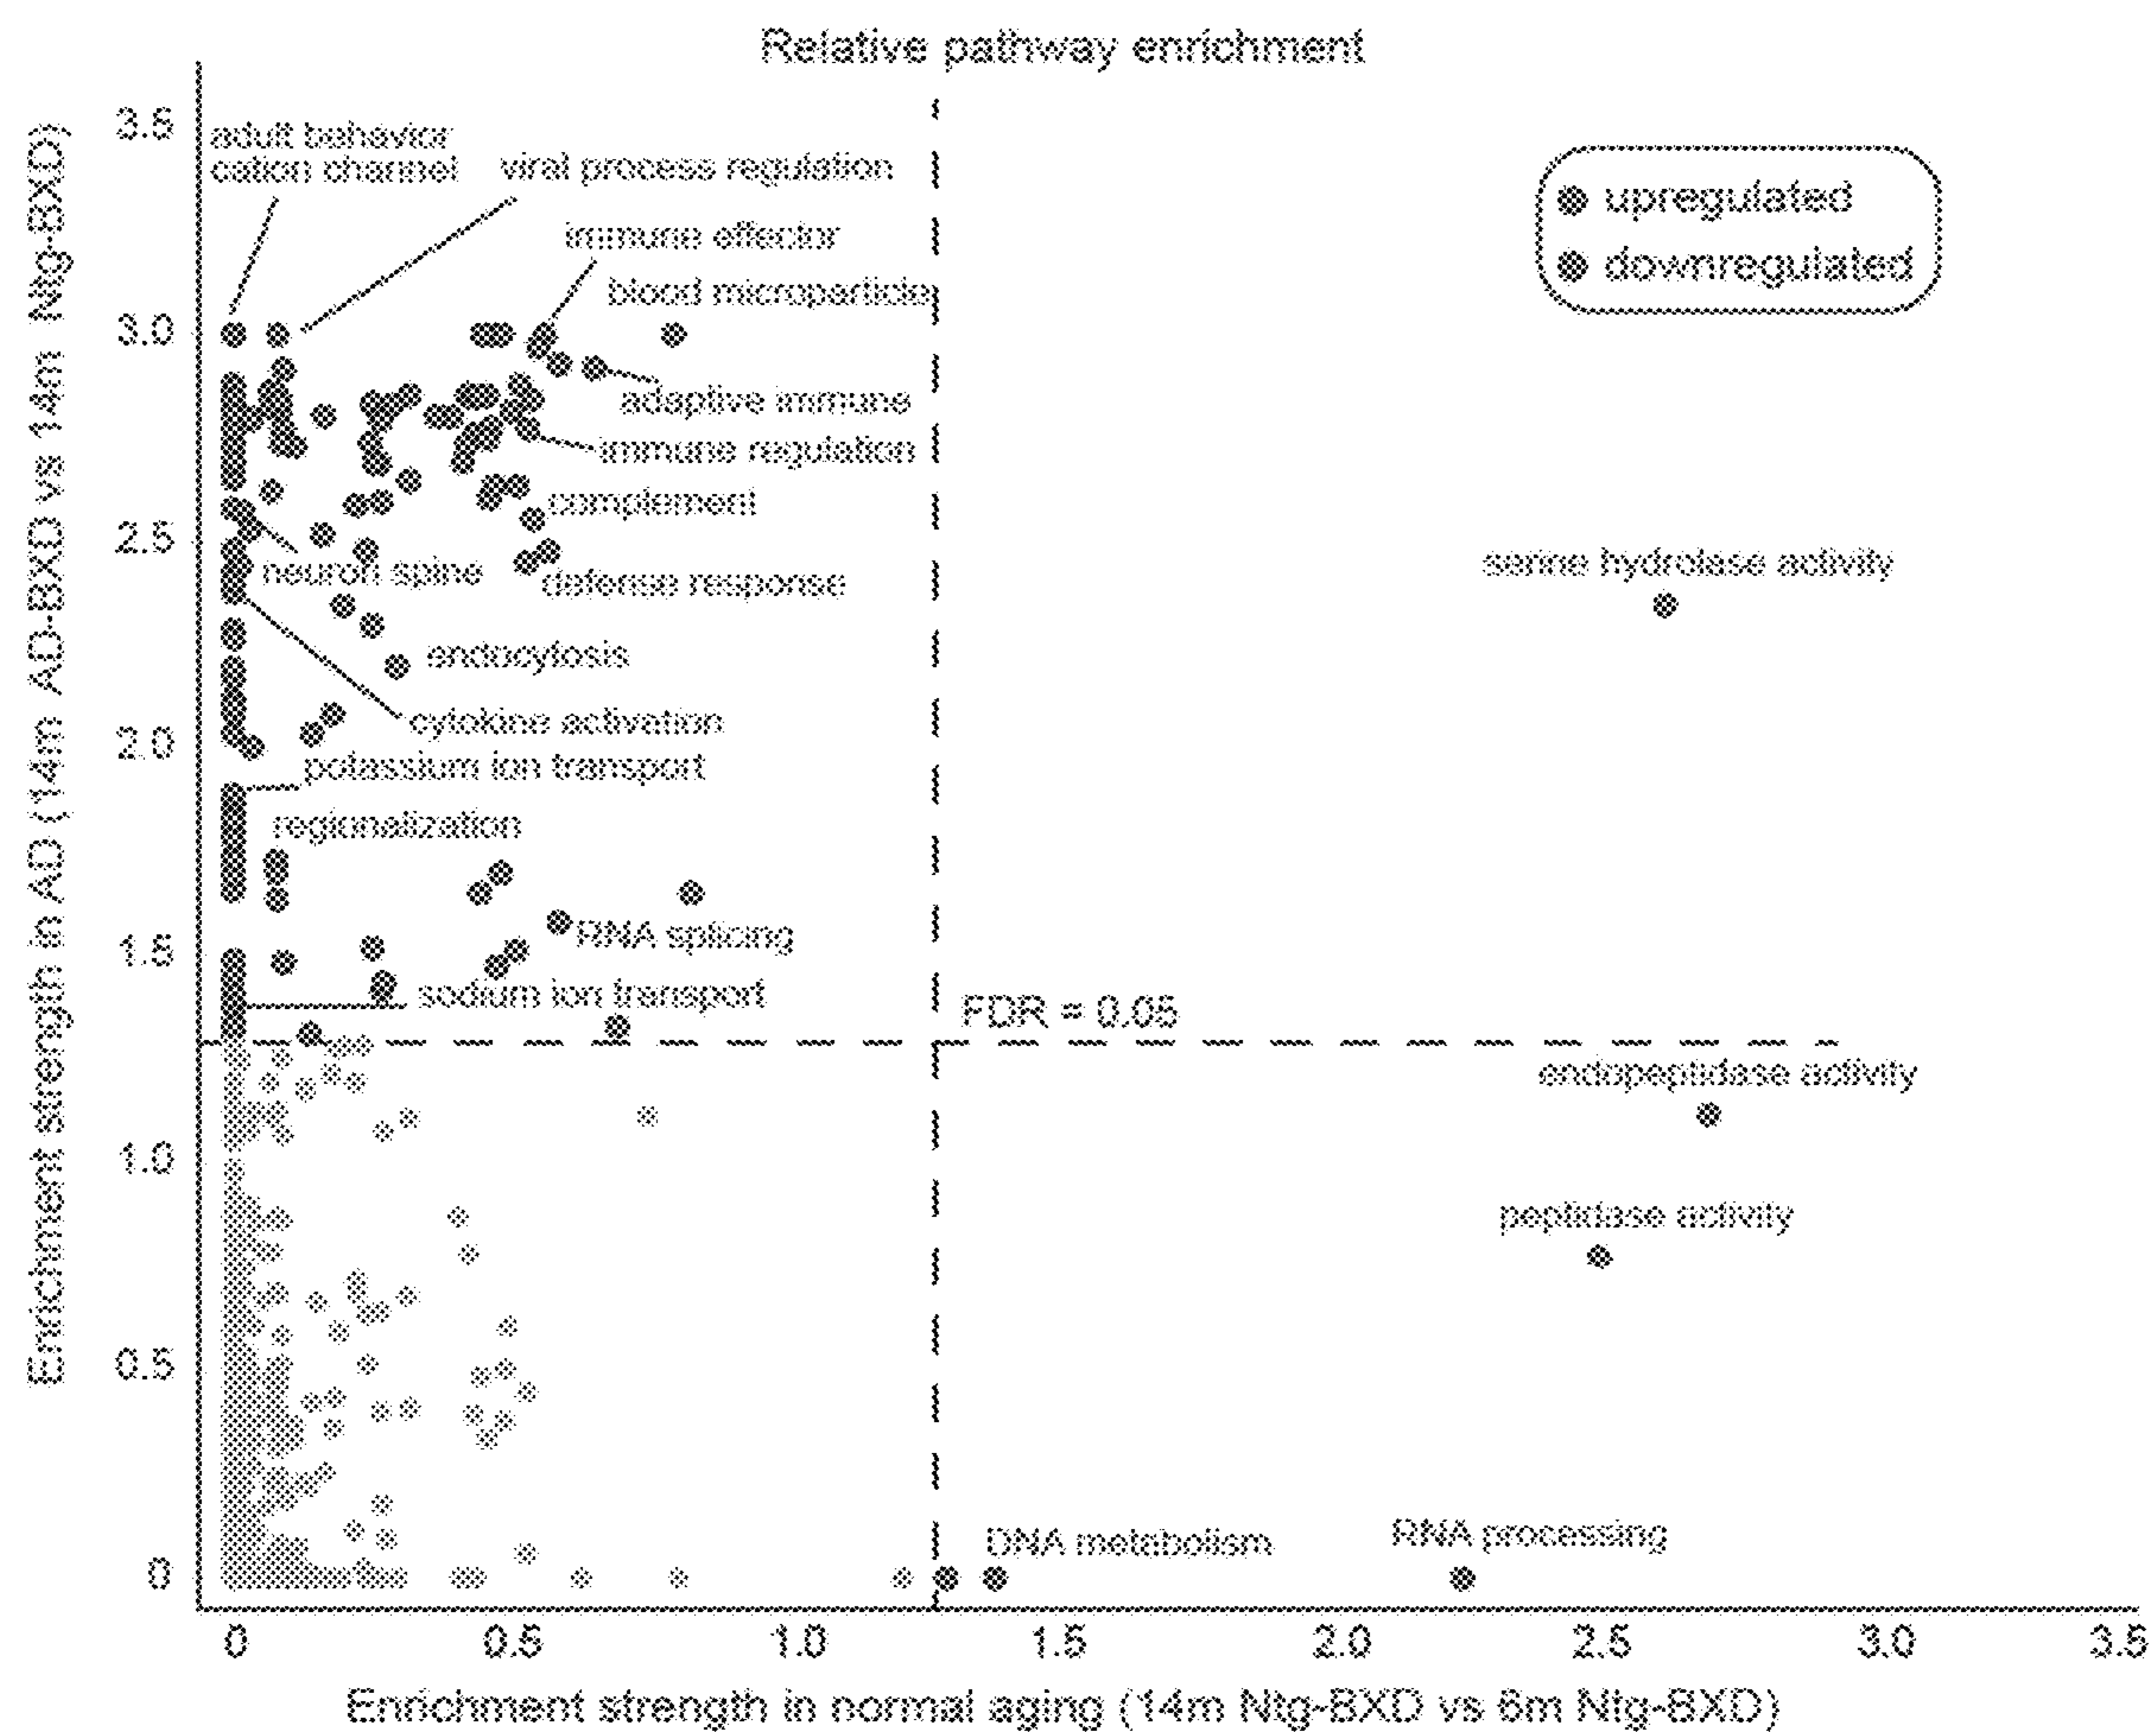 Relative pathway enrichment
Enrichment strength in AD (14m AD-BXD vs 14m Ntg-BXD)
3.5
3.0
2.5
2.0
1.5
1.0
0.5
0
adult behavior
cation channel
viral process regulation
immune effector
blood microparticle
adaptive immune
immune regulation
complement
neuron spine
defense response
endocytosis
cytokine activation
potassium ion transport
regionalization
RNA splicing
sodium ion transport
upregulated
downregulated
serine hydrolase activity
FDR = 0.05
endopeptidase activity
peptidase activity
DNA metabolism
RNA processing
0 0.5 1.0 1.5 2.0 2.5 3.0 3.5
Enrichment strength in normal aging (14m Ntg-BXD vs 6m Ntg-BXD)